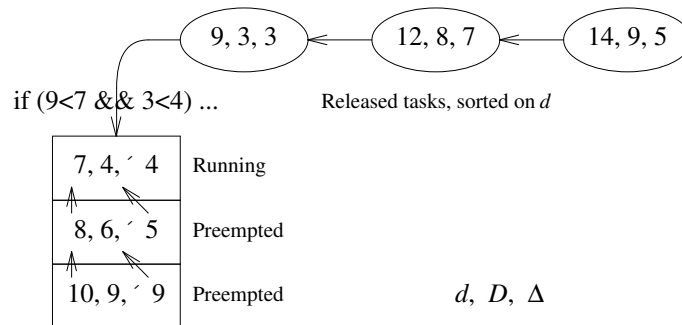 9, 3, 3
12, 8, 7
14, 9, 5
if (9<7 && 3<4) ...
Released tasks, sorted on d
7, 4, ´ 4
Running
8, 6, ´ 5
Preempted
10, 9, ´ 9
Preempted
d, D, Δ